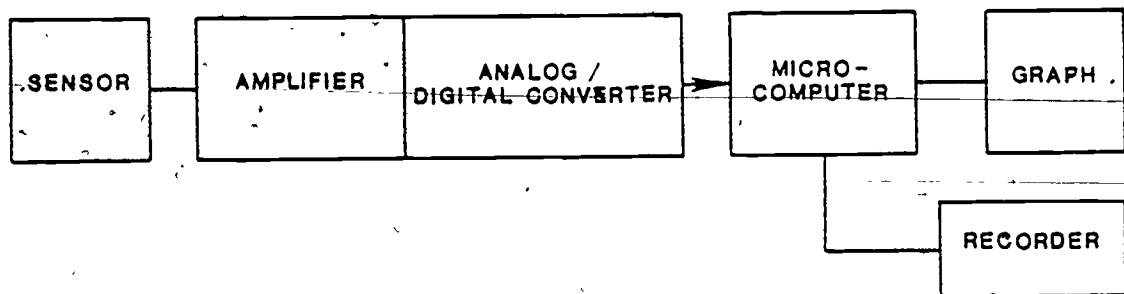 SENSOR
AMPLIFIER
ANALOG /
DIGITAL CONVERTER
MICRO-
COMPUTER
GRAPH
RECORDER